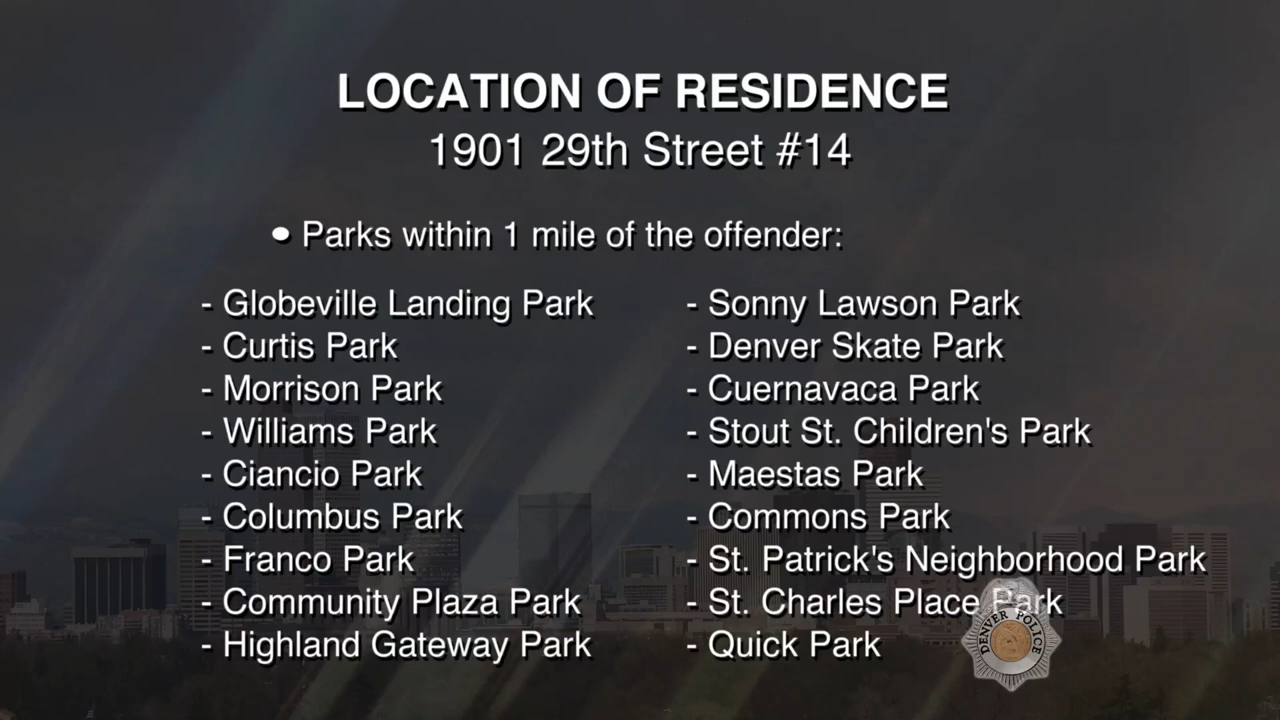 LOCATION OF RESIDENCE
1901 29th Street #14
• Parks within 1 mile of the offender:
- Globeville Landing Park
- Curtis Park
- Morrison Park
- Williams Park
- Ciancio Park
- Columbus Park
- Franco Park
- Community Plaza Park
- Highland Gateway Park
- Sonny Lawson Park
- Denver Skate Park
- Cuernavaca Park
- Stout St. Children's Park
- Maestas Park
- Commons Park
- St. Patrick's Neighborhood Park
- St. Charles Place Park
- Quick Park
DENVER POLICE